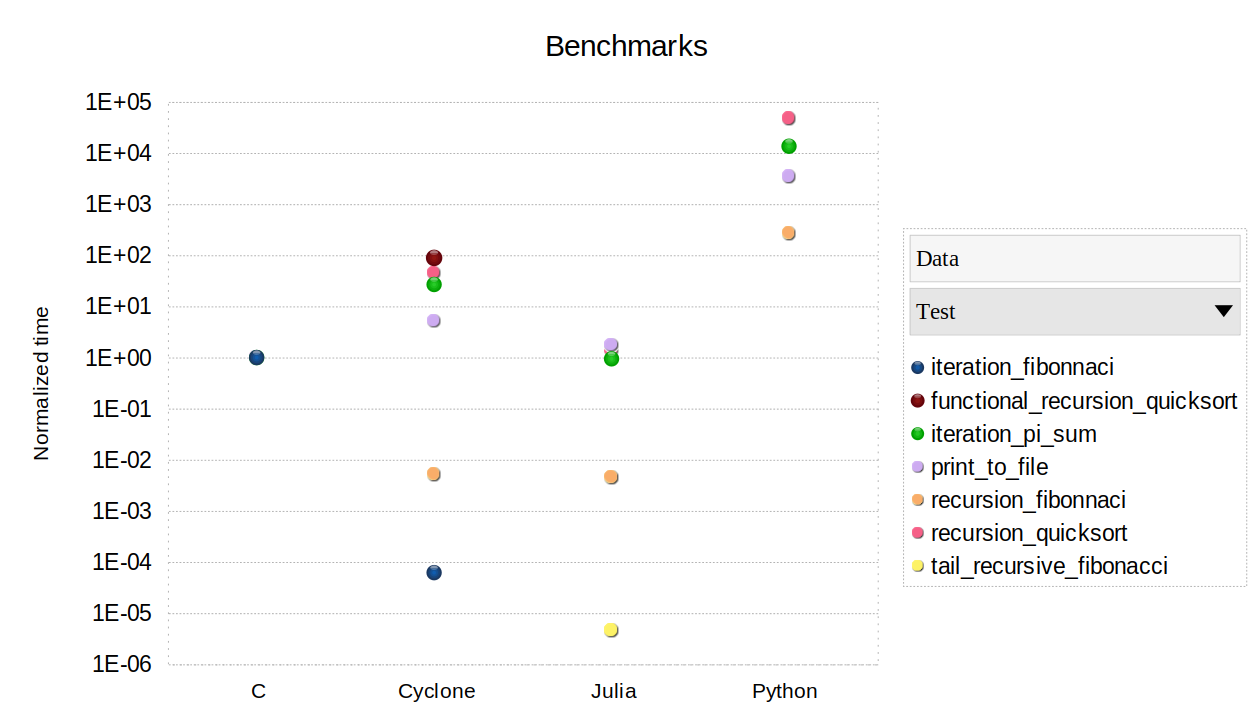 Benchmarks
1E+05
1E+04
1E+03
1E+02
1E+01
1E+00
1E-01
1E-02
1E-03
1E-04
1E-05
1E-06
Normalized time
C Cyclone Julia Python
Data
Test
iteration_fibonnaci
functional_recursion_quicksort
iteration_pi_sum
print_to_file
recursion_fibonnaci
recursion_quicksort
tail_recursive_fibonacci